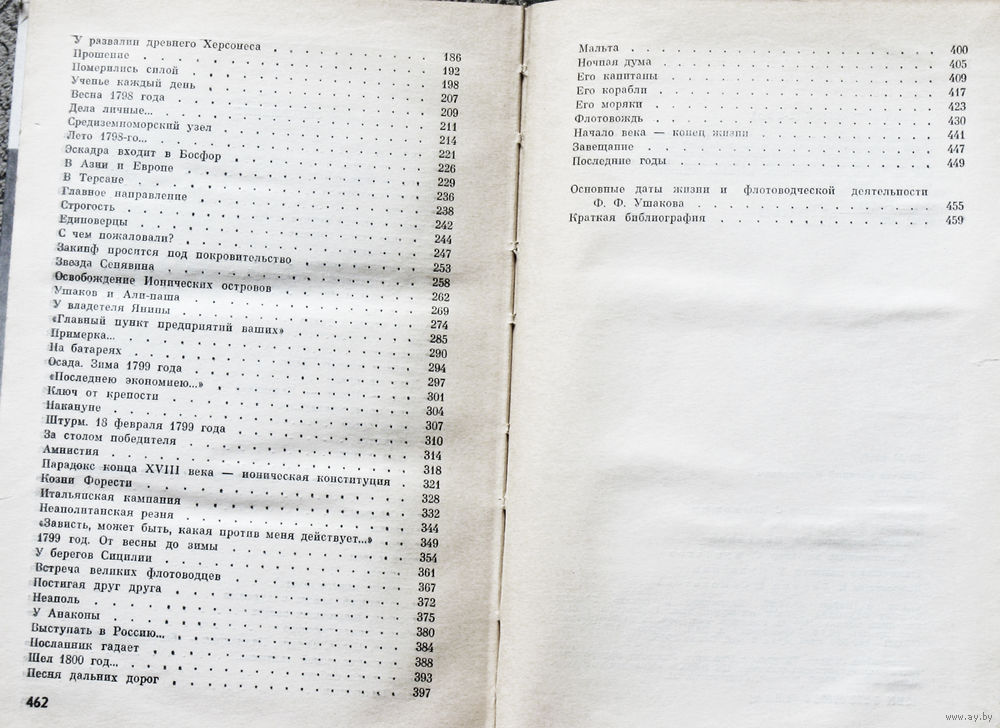 У развалин древнего Херсонеса 186
Прошение 192
Померились силой 198
Ученье каждый день 207
Весна 1798 года 209
Дела личные... 211
Средиземноморский узел 214
Лето 1798-го... 221
Эскадра входит в Босфор 226
В Азии и Европе 229
В Терсане 236
Главное направление 238
Строгость 242
Единоверцы 244
С чем пожаловали? 247
Закинф просится под покровительство 253
Звезда Сенявина 258
Освобождение Ионических островов 262
Ушаков и Али-паша 269
У владетеля Янины 274
«Главный пункт предприятий ваших» 285
Примерка... 290
На батареях 294
Осада. Зима 1799 года 297
«Последнею экономиею...» 301
Ключ от крепости 304
Накануне 307
Штурм. 18 февраля 1799 года 310
За столом победителя 314
Амнистия 318
Парадокс конца XVIII века — ионическая конституция 321
Козни Форести 328
Итальянская кампания 332
Неаполитанская резня 344
«Зависть, может быть, какая против меня действует...» 349
1799 год. От весны до зимы 354
У берегов Сицилии 361
Встреча великих флотоводцев 367
Постигая друг друга 372
Неаполь 375
У Анаконы 380
Выступать в Россию... 384
Посланник гадает 388
Шел 1800 год... 393
Песня дальних дорог 397
462
Мальта 400
Ночная дума 405
Его капитаны 409
Его корабли 417
Его моряки 423
Флотовождь 430
Начало века — конец жизни 441
Завещание 447
Последние годы 449
Основные даты жизни и флотоводческой деятельности
Ф. Ф. Ушакова 455
Краткая библиография 459
www.ay.by